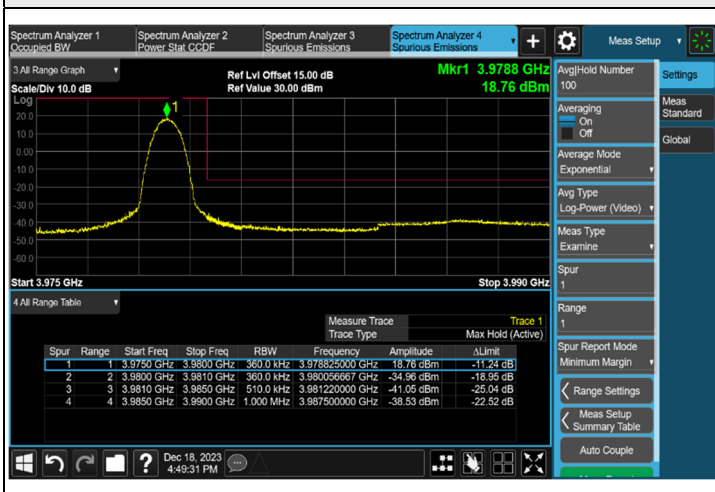 Spectrum Analyzer 1
Occupied BW
Spectrum Analyzer 2
Power Stat CCDF
Spectrum Analyzer 3
Spurious Emissions
Spectrum Analyzer 4
Spurious Emissions
Meas Setup
3 All Range Graph
Scale/Div 10.0 dB
Ref Lvl Offset 15.00 dB
Ref Value 30.00 dBm
Mkr1 3.9788 GHz
18.76 dBm
Log
1
20.0
10.0
0.00
-10.0
-20.0
-30.0
-40.0
-50.0
-60.0
Start 3.975 GHz
Stop 3.990 GHz
4 All Range Table
Measure Trace Trace 1
Trace Type Max Hold (Active)
Spur Range Start Freq Stop Freq RBW Frequency Amplitude ΔLimit
1 1 3.9750 GHz 3.9800 GHz 360.0 kHz 3.978825000 GHz 18.76 dBm -11.24 dB
2 2 3.9800 GHz 3.9810 GHz 360.0 kHz 3.980056667 GHz -34.96 dBm -18.95 dB
3 3 3.9810 GHz 3.9850 GHz 510.0 kHz 3.981220000 GHz -41.05 dBm -25.04 dB
4 4 3.9850 GHz 3.9900 GHz 1.000 MHz 3.987500000 GHz -38.53 dBm -22.52 dB
Dec 18, 2023
4:49:31 PM
Avg|Hold Number
100
Averaging
On
Off
Average Mode
Exponential
Avg Type
Log-Power (Video)
Meas Type
Examine
Spur
1
Range
1
Spur Report Mode
Minimum Margin
Range Settings
Meas Setup
Summary Table
Auto Couple
Settings
Meas
Standard
Global